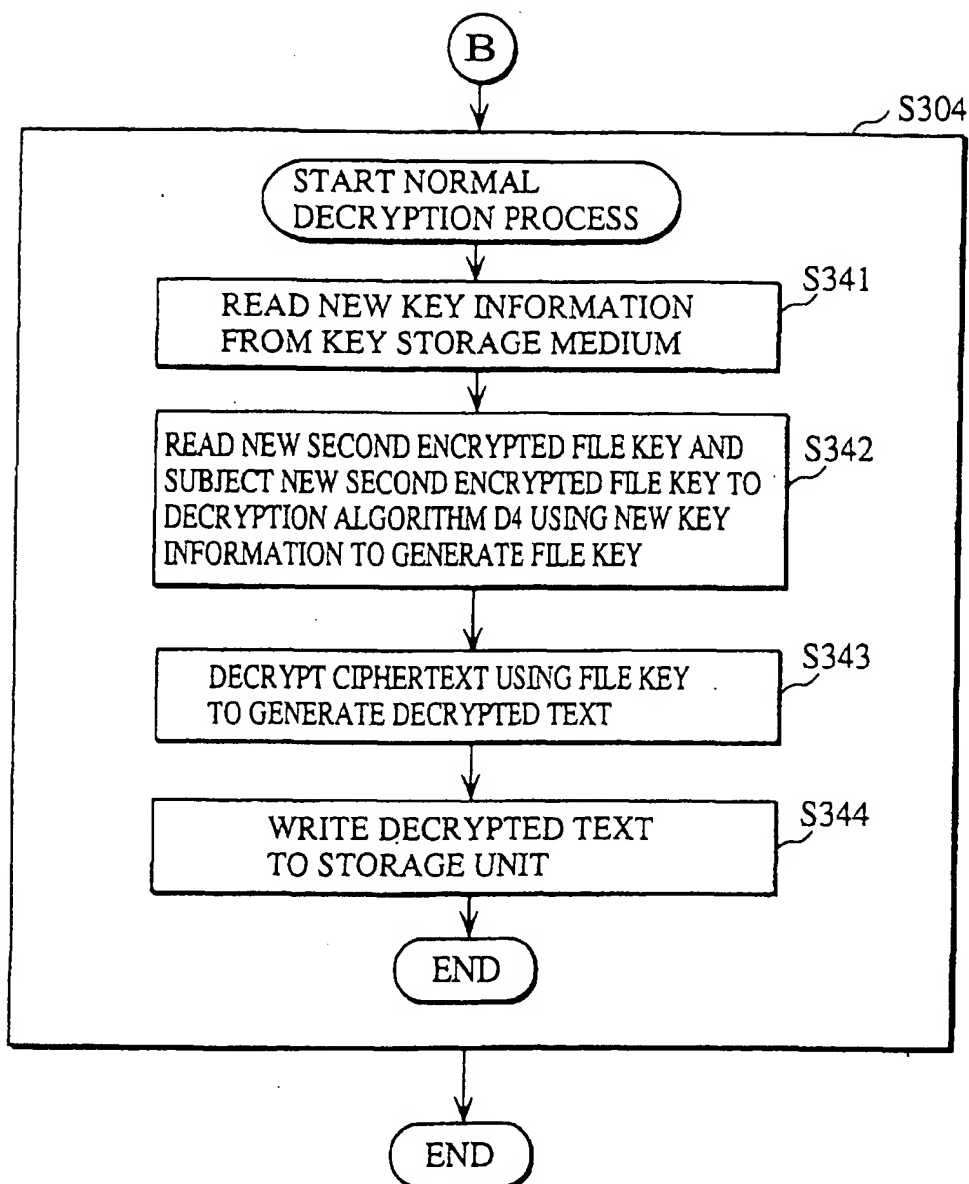 B
S304
START NORMAL
DECRYPTION PROCESS
S341
READ NEW KEY INFORMATION
FROM KEY STORAGE MEDIUM
S342
READ NEW SECOND ENCRYPTED FILE KEY AND
SUBJECT NEW SECOND ENCRYPTED FILE KEY TO
DECRYPTION ALGORITHM D4 USING NEW KEY
INFORMATION TO GENERATE FILE KEY
S343
DECRYPT CIPHERTEXT USING FILE KEY
TO GENERATE DECRYPTED TEXT
S344
WRITE DECRYPTED TEXT
TO STORAGE UNIT
END
END